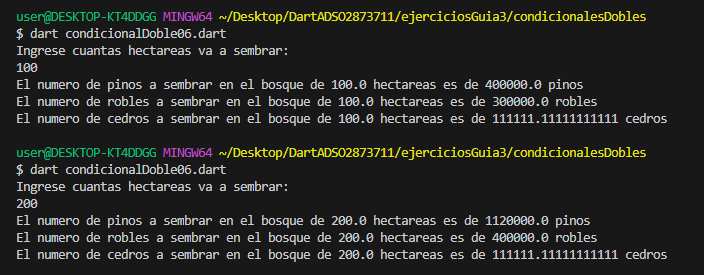 user@DESKTOP-KT4DDGG MINGW64 ~/Desktop/DartADSO2873711/ejerciciosGuia3/condicionalesDobles
$ dart condicionalDoble06.dart
Ingrese cuantas hectareas va a sembrar:
100
El numero de pinos a sembrar en el bosque de 100.0 hectareas es de 400000.0 pinos
El numero de robles a sembrar en el bosque de 100.0 hectareas es de 300000.0 robles
El numero de cedros a sembrar en el bosque de 100.0 hectareas es de 111111.11111111111 cedros
user@DESKTOP-KT4DDGG MINGW64 ~/Desktop/DartADSO2873711/ejerciciosGuia3/condicionalesDobles
$ dart condicionalDoble06.dart
Ingrese cuantas hectareas va a sembrar:
200
El numero de pinos a sembrar en el bosque de 200.0 hectareas es de 1120000.0 pinos
El numero de robles a sembrar en el bosque de 200.0 hectareas es de 400000.0 robles
El numero de cedros a sembrar en el bosque de 200.0 hectareas es de 111111.11111111111 cedros